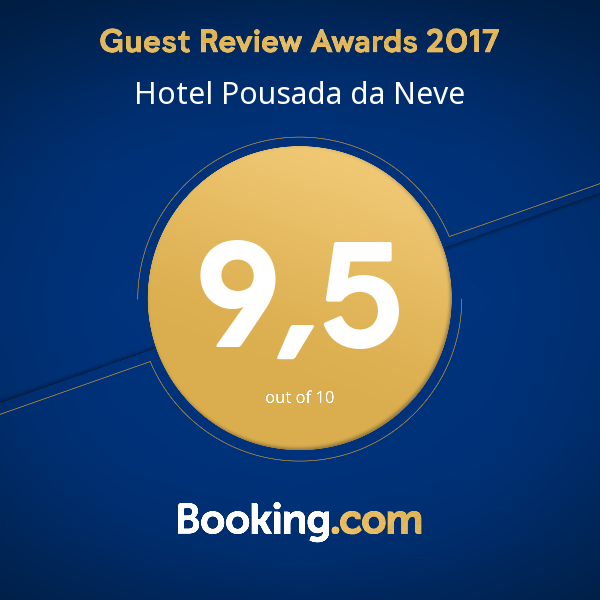 Guest Review Awards 2017
Hotel Pousada da Neve
9,5
out of 10
Booking.com